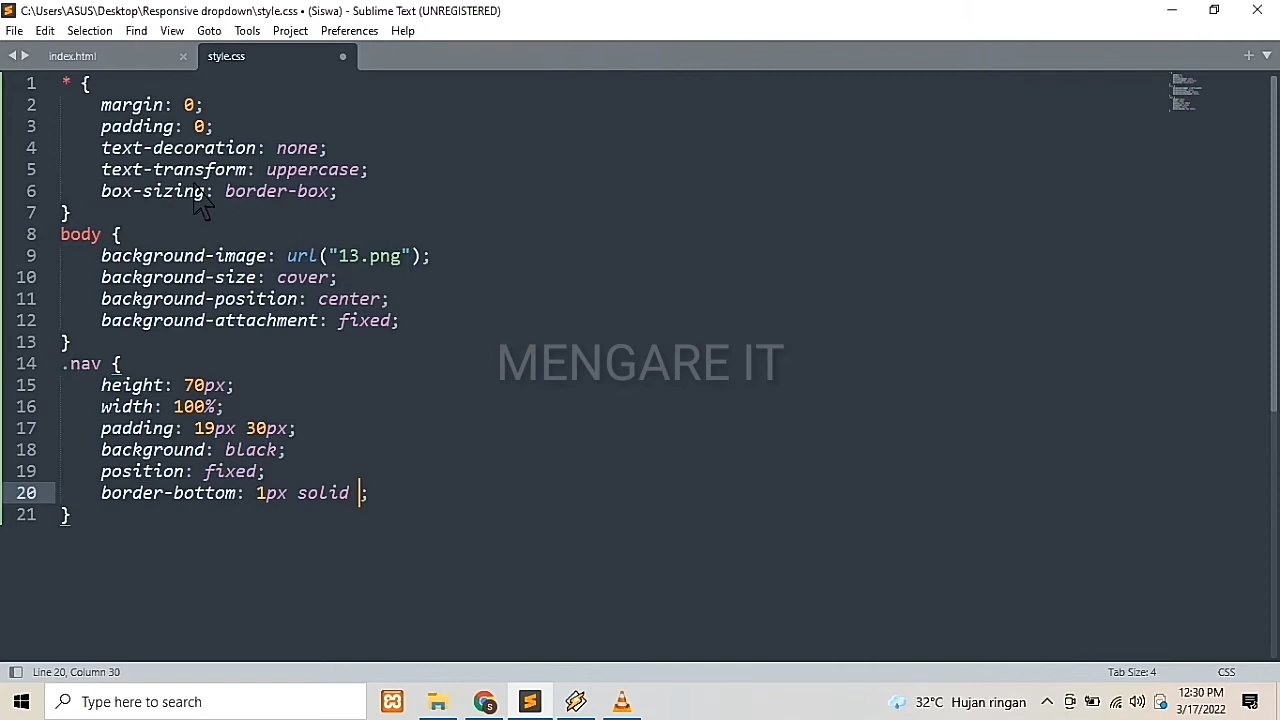 C:\Users\ASUS\Desktop\Responsive dropdown\style.css • (Siswa) - Sublime Text (UNREGISTERED)
File Edit Selection Find View Goto Tools Project Preferences Help
index.html × style.css
1 * {
2 margin: 0;
3 padding: 0;
4 text-decoration: none;
5 text-transform: uppercase;
6 box-sizing: border-box;
7 }
8 body {
9 background-image: url("13.png");
10 background-size: cover;
11 background-position: center;
12 background-attachment: fixed;
13 }
14 .nav {
15 height: 70px;
16 width: 100%;
17 padding: 19px 30px;
18 background: black;
19 position: fixed;
20 border-bottom: 1px solid ;
21 }
MENGARE IT
Line 20, Column 30 Tab Size: 4 CSS
Type here to search
32°C Hujan ringan
12:30 PM
3/17/2022